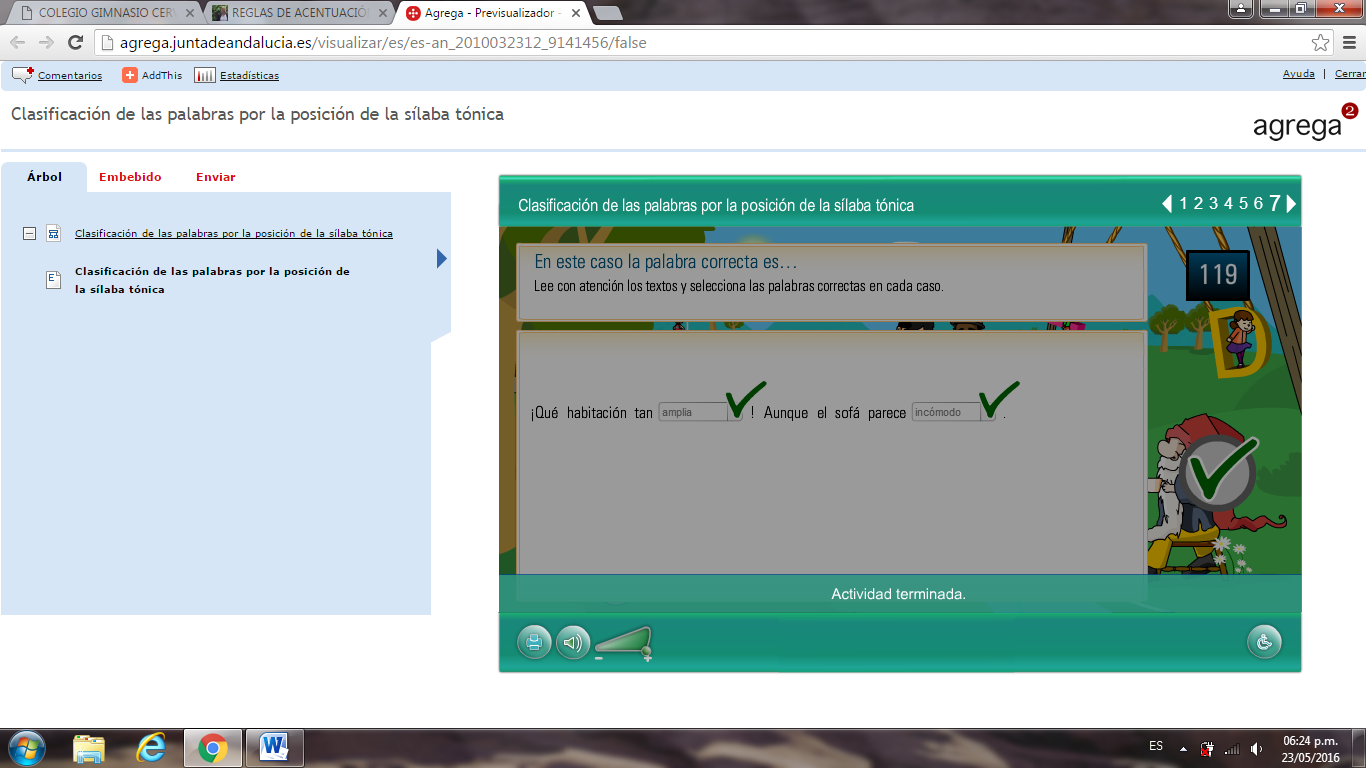 COLEGIO GIMNASIO CER
REGLAS DE ACENTUACIÓ
Agrega - Previsualizador -
agrega.juntadeandalucia.es/visualizar/es/es-an_2010032312_9141456/false
Comentarios
AddThis
Estadísticas
Ayuda | Cerrar
Clasificación de las palabras por la posición de la sílaba tónica
agrega 2
Árbol
Embebido
Enviar
Clasificación de las palabras por la posición de la sílaba tónica
Clasificación de las palabras por la posición de
la sílaba tónica
Clasificación de las palabras por la posición de la sílaba tónica
1 2 3 4 5 6 7
En este caso la palabra correcta es...
Lee con atención los textos y selecciona las palabras correctas en cada caso.
119
D
¡Qué habitación tan amplia ! Aunque el sofá parece incómodo .
Actividad terminada.
ES
06:24 p.m.
23/05/2016